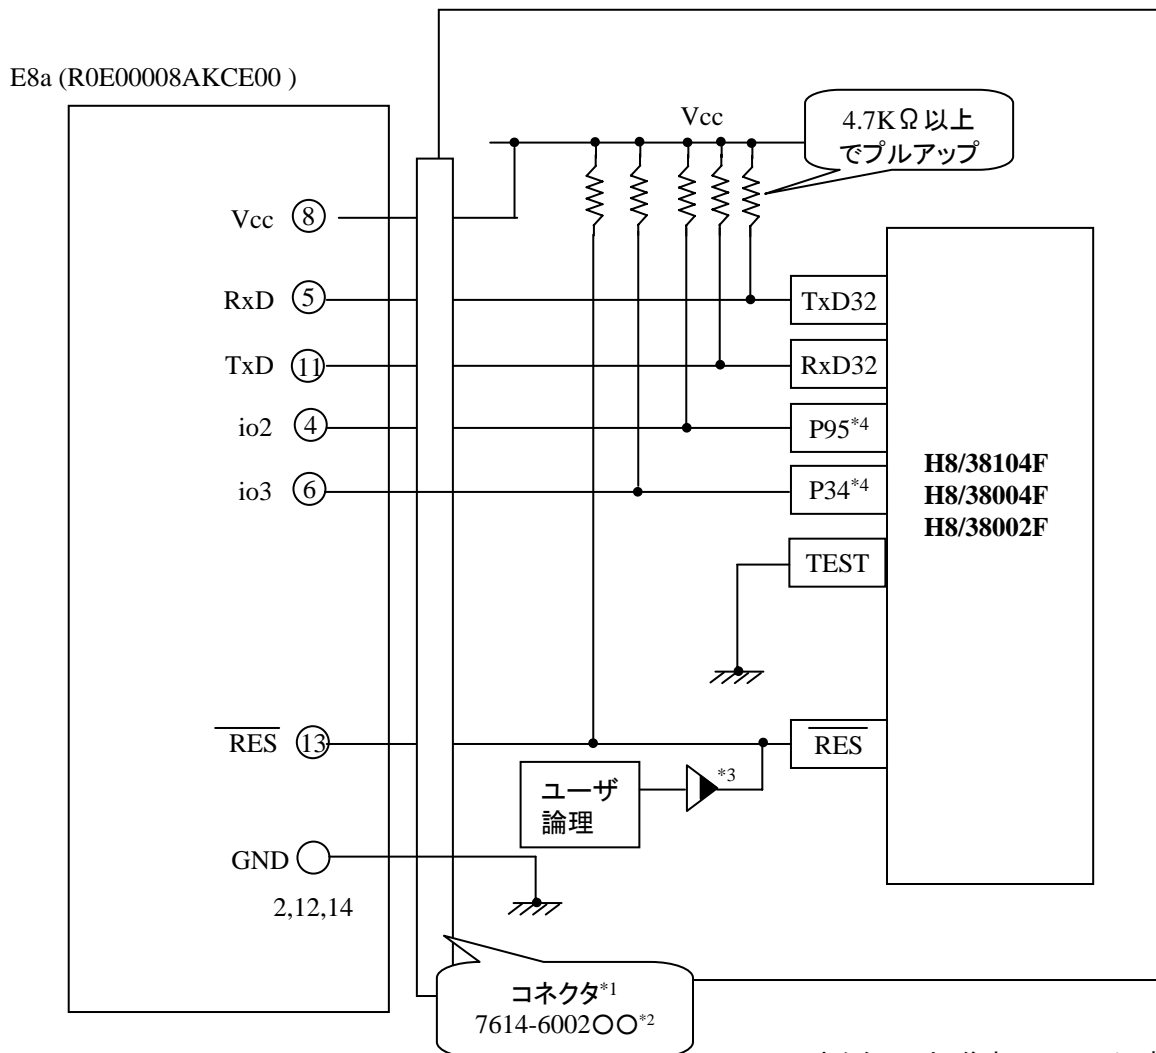 E8a (R0E00008AKCE00 )
Vcc
4.7KΩ以上
でプルアップ
Vcc ⑧
RxD ⑤
TxD32
TxD ⑪
RxD32
io2 ④
P95*4
io3 ⑥
P34*4
H8/38104F
H8/38004F
H8/38002F
TEST
RES ⑬
RES
*3
ユーザ
論理
GND
2,12,14
コネクタ*1
7614-6002○○*2